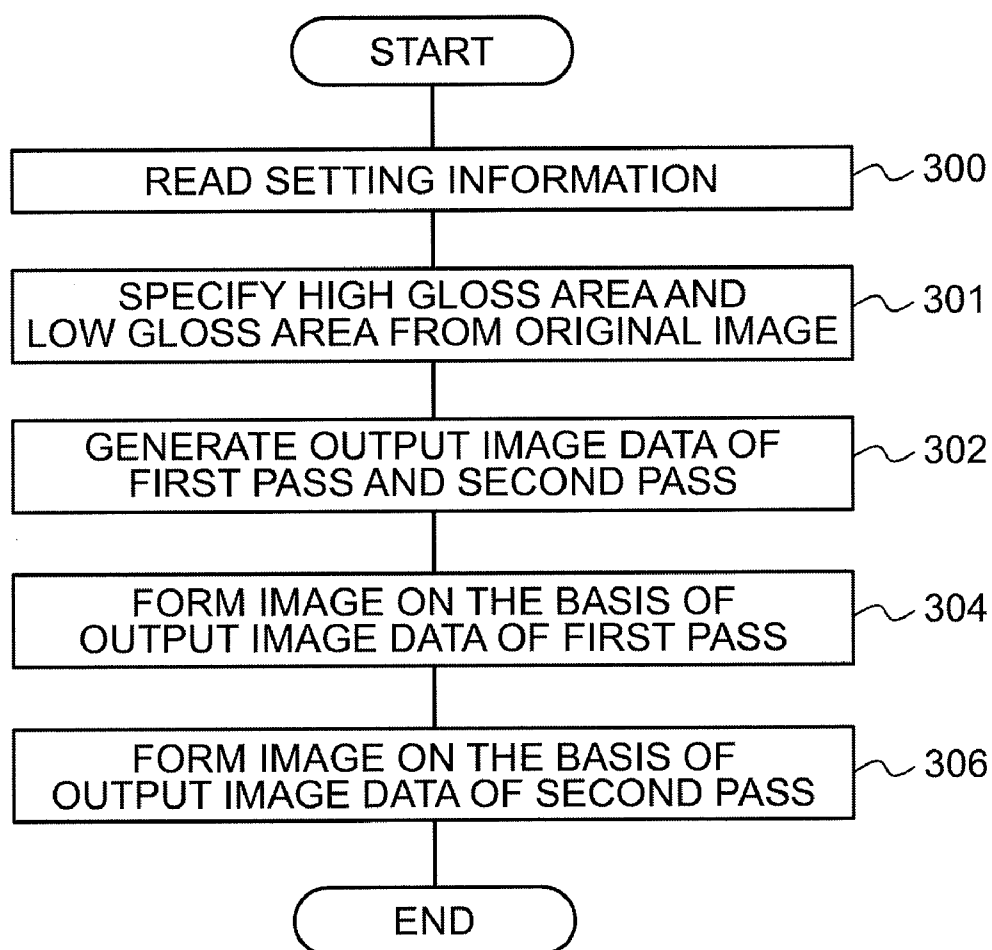 START
READ SETTING INFORMATION
300
SPECIFY HIGH GLOSS AREA AND
LOW GLOSS AREA FROM ORIGINAL IMAGE
301
GENERATE OUTPUT IMAGE DATA OF
FIRST PASS AND SECOND PASS
302
FORM IMAGE ON THE BASIS OF
OUTPUT IMAGE DATA OF FIRST PASS
304
FORM IMAGE ON THE BASIS OF
OUTPUT IMAGE DATA OF SECOND PASS
306
END